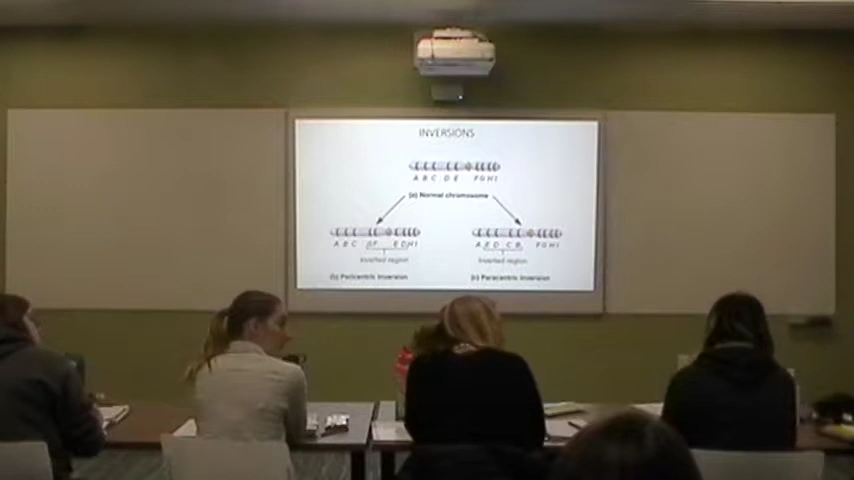 INVERSIONS
A B C D E F G H I
(a) Normal chromosome
A B C G F E D H I
A E D C B F G H I
Inverted region
Inverted region
(b) Pericentric inversion
(c) Paracentric inversion